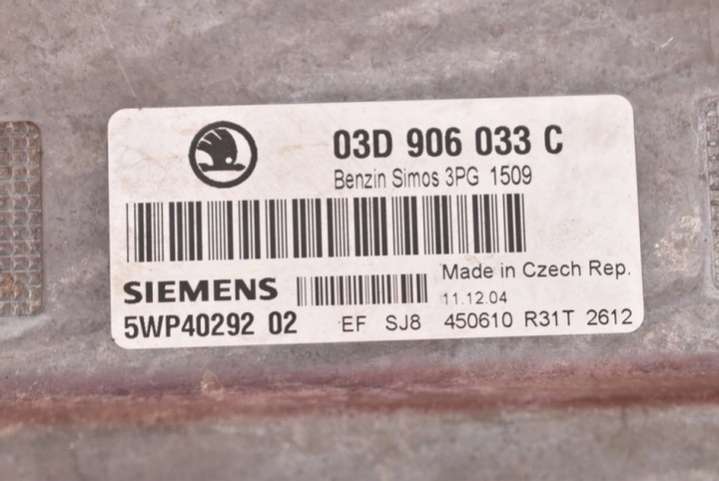 03D 906 033 C
Benzin Simos 3PG 1509
SIEMENS
Made in Czech Rep.
11.12.04
5WP40292 02 EF SJ8 450610 R31T 2612